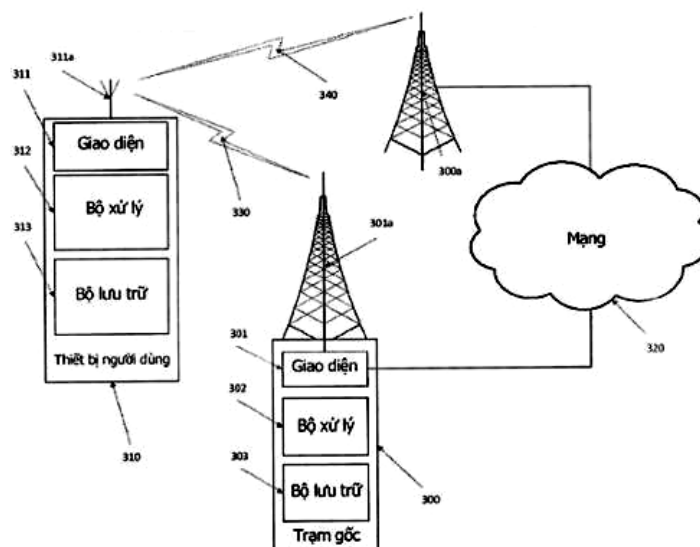 311a
311
340
Giao diện
312
300a
Bộ xử lý
330
313
301a
Mạng
Bộ lưu trữ
301
320
Thiết bị người dùng
Giao diện
302
310
Bộ xử lý
303
300
Bộ lưu trữ
Trạm gốc